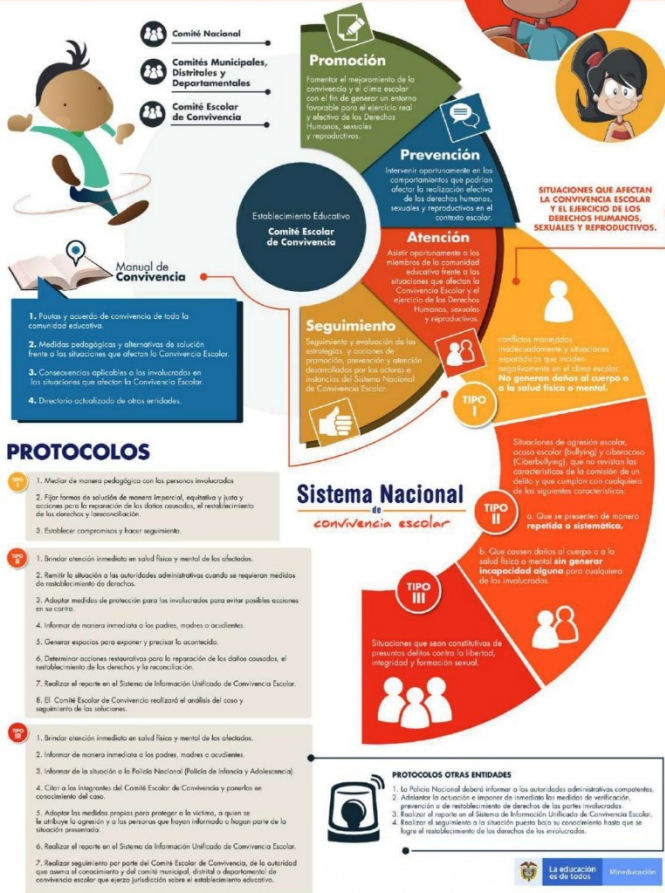 Comité Nacional
Comités Municipales,
Distritales y
Departamentales
Comité Escolar
de Convivencia
Promoción
Fomentar el mejoramiento de la
convivencia y el clima escolar
con el fin de generar un entorno
favorable para el ejercicio real
y efectivo de los Derechos
Humanos, sexuales
y reproductivos.
Prevención
Intervenir oportunamente en los
comportamientos que podrían
afectar la realización efectiva
de los derechos humanos,
sexuales y reproductivos en el
contexto escolar.
Establecimiento Educativo
Comité Escolar
de Convivencia
Atención
Asistir oportunamente a los
miembros de la comunidad
educativa frente a las
situaciones que afectan la
Convivencia Escolar y el
ejercicio de los Derechos
Humanos, sexuales
y reproductivos.
Seguimiento
Seguimiento y evaluación de las
estrategias y acciones de
promoción, prevención y atención
desarrollados por los actores e
instancias del Sistema Nacional
de Convivencia Escolar.
SITUACIONES QUE AFECTAN
LA CONVIVENCIA ESCOLAR
Y EL EJERCICIO DE LOS
DERECHOS HUMANOS,
SEXUALES Y REPRODUCTIVOS.
Manual de
Convivencia
1. Pautas y acuerdo de convivencia de toda la
comunidad educativa.
2. Medidas pedagógicas y alternativas de solución
frente a las situaciones que afectan la Convivencia Escolar.
3. Consecuencias aplicables a los involucrados en
las situaciones que afectan la Convivencia Escolar.
4. Directorio actualizado de otras entidades.
TIPO
I
conflictos manejados
inadecuadamente y situaciones
esporádicas que inciden
negativamente en el clima escolar.
No generan daños al cuerpo o
a la salud física o mental.
TIPO
II
Situaciones de agresión escolar,
acoso escolar (bullying) y ciberacoso
(Ciberbullying), que no revistan las
características de la comisión de un
delito y que cumplan con cualquiera
de las siguientes características:
a. Que se presenten de manera
repetida o sistemática.
b. Que causen daños al cuerpo o a la
salud física o mental sin generar
incapacidad alguna para cualquiera
de los involucrados.
TIPO
III
Situaciones que sean constitutivas de
presuntos delitos contra la libertad,
integridad y formación sexual.
Sistema Nacional
de
convivencia escolar
PROTOCOLOS
TIPO
I
1. Mediar de manera pedagógica con las personas involucradas
2. Fijar formas de solución de manera imparcial, equitativa y justa y
acciones para la reparación de los daños causados, el restablecimiento
de los derechos y lareconciliación.
3. Establecer compromisos y hacer seguimiento.
TIPO
II
1. Brindar atención inmediata en salud física y mental de los afectados.
2. Remitir la situación a las autoridades administrativas cuando se requieran medidas
de restablecimiento de derechos.
3. Adoptar medidas de protección para los involucrados para evitar posibles acciones
en su contra.
4. Informar de manera inmediata a los padres, madres o acudientes.
5. Generar espacios para exponer y precisar lo acontecido.
6. Determinar acciones restaurativas para la reparación de los daños causados, el
restablecimiento de los derechos y la reconciliación.
7. Realizar el reporte en el Sistema de Información Unificado de Convivencia Escolar.
8. El Comité Escolar de Convivencia realizará el análisis del caso y
seguimiento de las soluciones.
TIPO
III
1. Brindar atención inmediata en salud física y mental de los afectados.
2. Informar de manera inmediata a los padres, madres o acudientes.
3. Informar de la situación a la Policía Nacional (Policía de Infancia y Adolescencia)
4. Citar a los integrantes del Comité Escolar de Convivencia y ponerlos en
conocimiento del caso.
5. Adoptar las medidas propias para proteger a la víctima, a quien se
le atribuye la agresión y a las personas que hayan informado o hagan parte de la
situación presentada.
6. Realizar el reporte en el Sistema de Información Unificado de Convivencia Escolar.
7. Realizar seguimiento por parte del Comité Escolar de Convivencia, de la autoridad
que asuma el conocimiento y del comité municipal, distrital o departamental de
convivencia escolar que ejerza jurisdicción sobre el establecimiento educativo.
PROTOCOLOS OTRAS ENTIDADES
1. La Policía Nacional deberá informar a las autoridades administrativas competentes.
2. Adelantar la actuación e imponer de inmediato las medidas de verificación,
prevención o de restablecimiento de derechos de las partes involucradas.
3. Realizar el reporte en el Sistema de Información Unificado de Convivencia Escolar.
4. Realizar el seguimiento a la situación puesta bajo su conocimiento hasta que se
logre el restablecimiento de los derechos de los involucrados.
La educación
es de todos
Mineducación